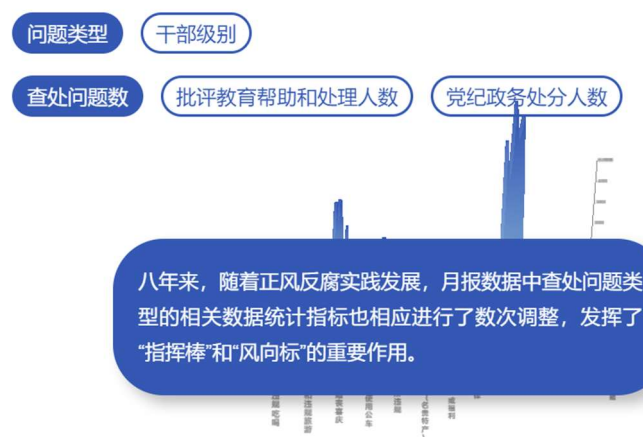 问题类型 干部级别
查处问题数 批评教育帮助和处理人数 党纪政务处分人数
八年来，随着正风反腐实践发展，月报数据中查处问题类
型的相关数据统计指标也相应进行了数次调整，发挥了
“指挥棒”和“风向标”的重要作用。